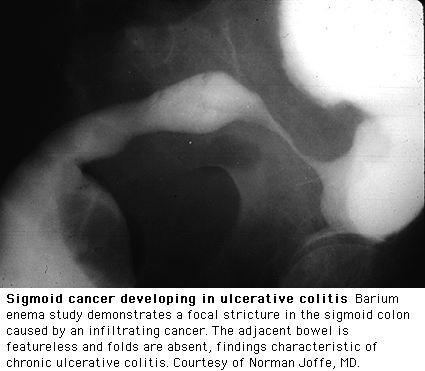 Sigmoid cancer developing in ulcerative colitis Barium
enema study demonstrates a focal stricture in the sigmoid colon
caused by an infiltrating cancer. The adjacent bowel is
featureless and folds are absent, findings characteristic of
chronic ulcerative colitis. Courtesy of Norman Joffe, MD.